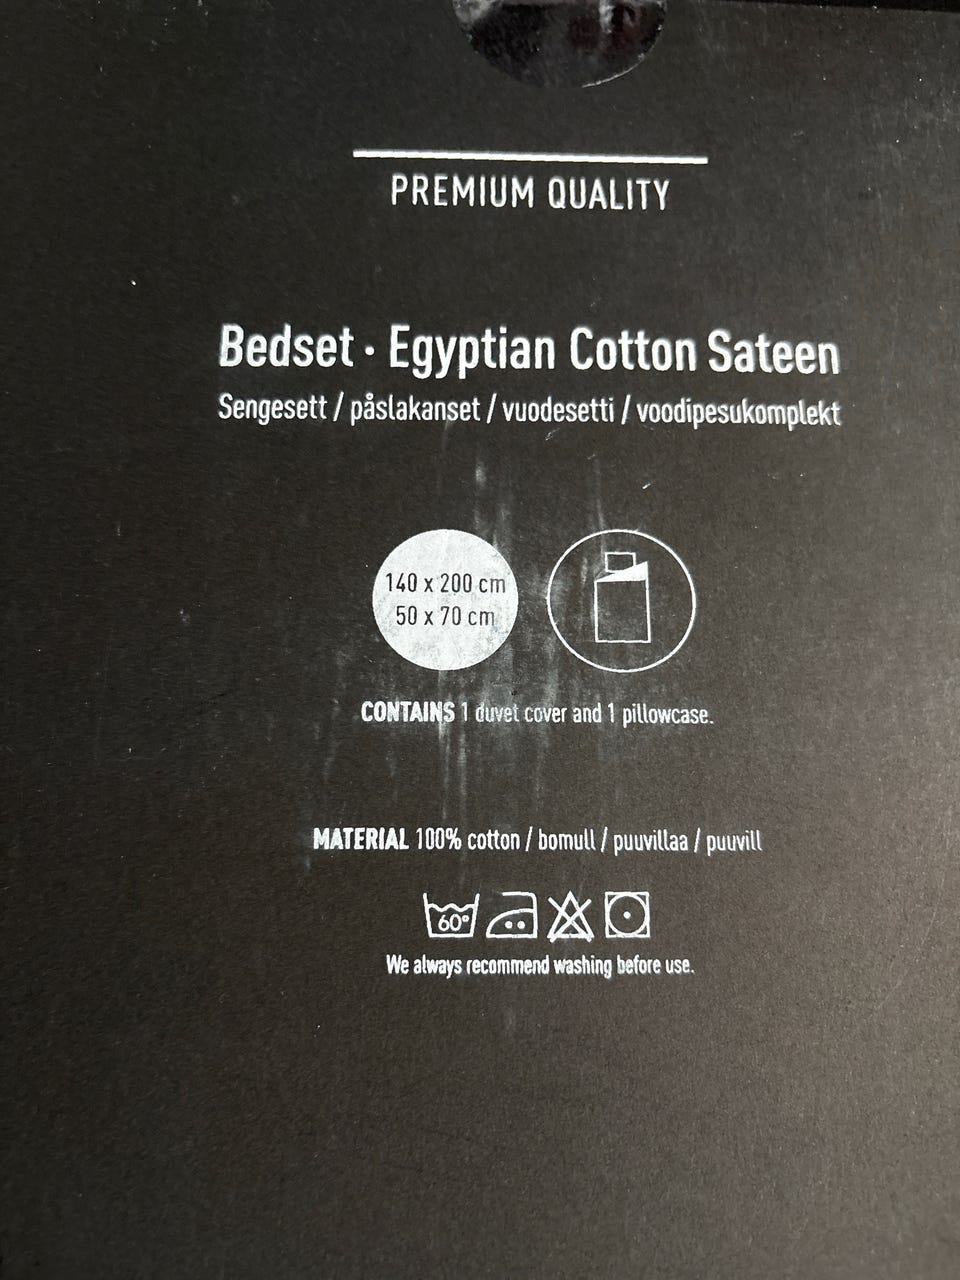 PREMIUM QUALITY
Bedset · Egyptian Cotton Sateen
Sengesett / påslakanset / vuodesetti / voodipesukomplekt
140 x 200 cm
50 x 70 cm
CONTAINS 1 duvet cover and 1 pillowcase.
MATERIAL 100% cotton / bomull / puuvillaa / puuvill
60°
We always recommend washing before use.